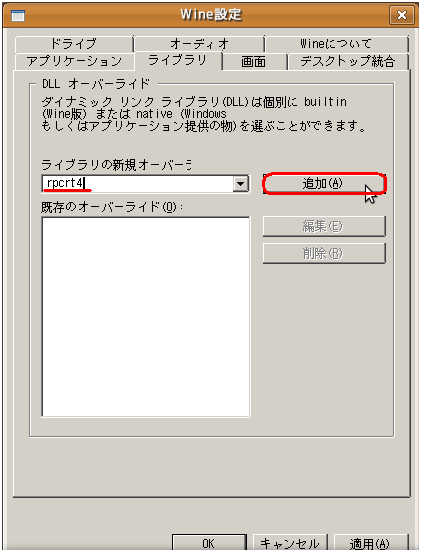 Wine設定
ドライブ
オーディオ
Wineについて
アプリケーション
ライブラリ
画面
デスクトップ統合
DLL オーバーライド
ダイナミック リンク ライブラリ(DLL)は個別に builtin
(Wine版) または native (Windows
もしくはアプリケーション提供の物)を選ぶことができます。
ライブラリの新規オーバーラ
rpcrt4
追加(A)
既存のオーバーライド(O):
編集(E)
削除(R)
OK
キャンセル
適用(A)